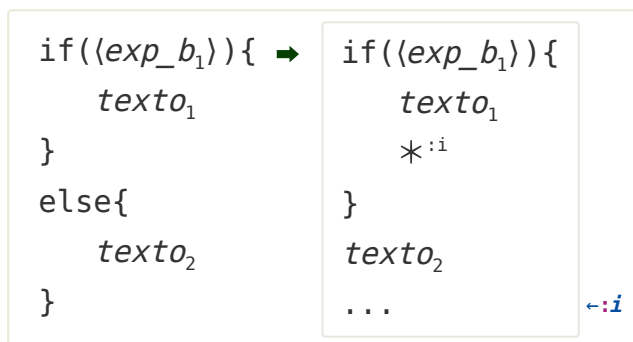 if(⟨exp_b₁⟩){ ➡
texto₁
}
else{
texto₂
}
if(⟨exp_b₁⟩){
texto₁
*:i
}
texto₂
... ←:i